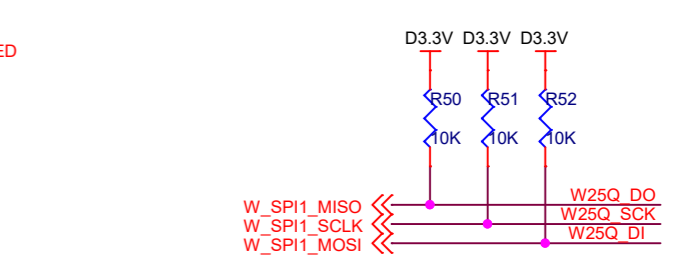 ED
D3.3V D3.3V D3.3V
R50 R51 R52
10K 10K 10K
W_SPI1_MISO W25Q_DO
W_SPI1_SCLK W25Q_SCK
W_SPI1_MOSI W25Q_DI